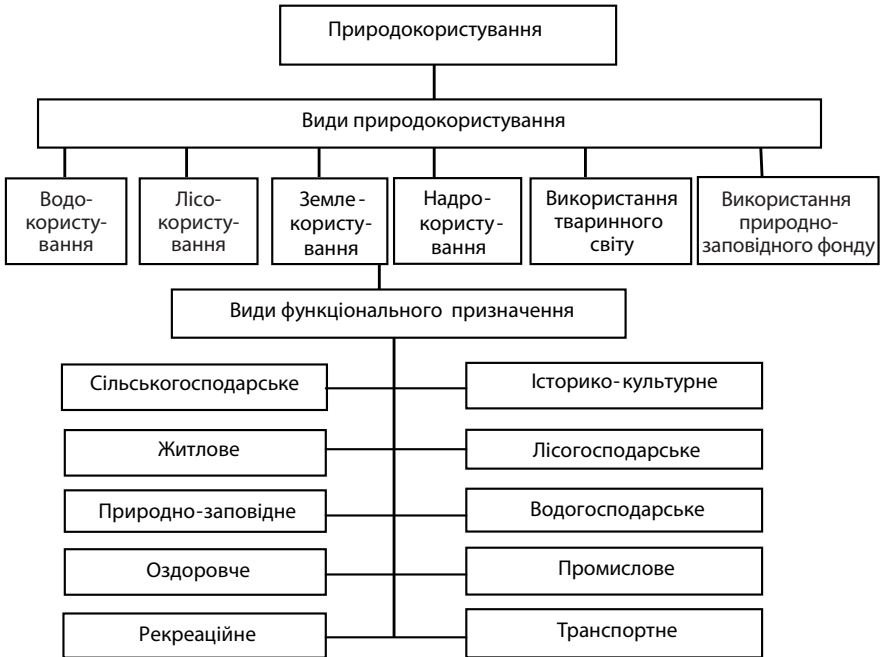 Природокористування
Види природокористування
Водо-
користу-
вання
Лісо-
користу-
вання
Земле-
користу-
вання
Надро-
користу-
вання
Використання
тваринного
світу
Використання
природно-
заповідного фонду
Види функціонального призначення
Сільськогосподарське
Історико-культурне
Житлове
Лісогосподарське
Природно-заповідне
Водогосподарське
Оздоровче
Промислове
Рекреаційне
Транспортне